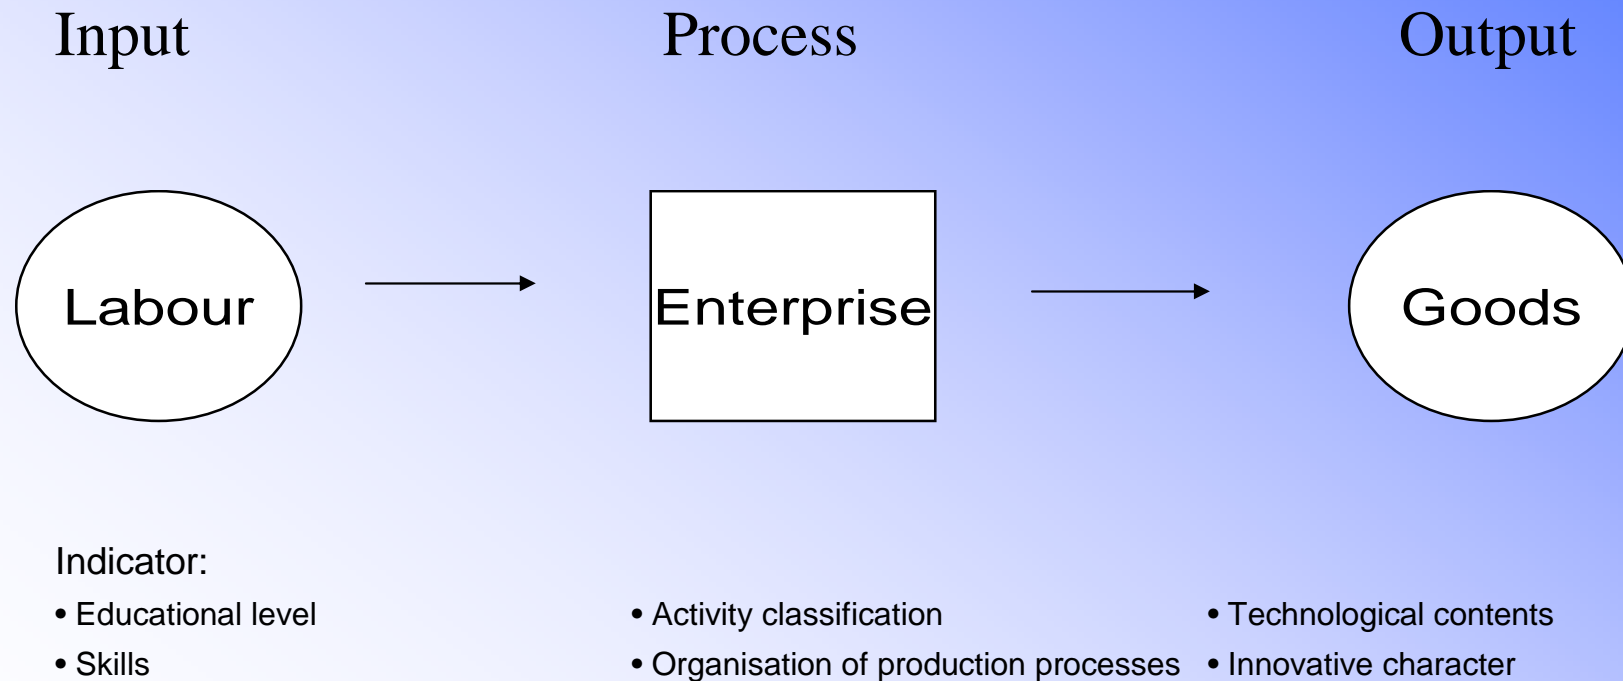 Input Process Output
Labour Enterprise Goods
Indicator:
• Educational level • Activity classification • Technological contents
• Skills • Organisation of production processes • Innovative character